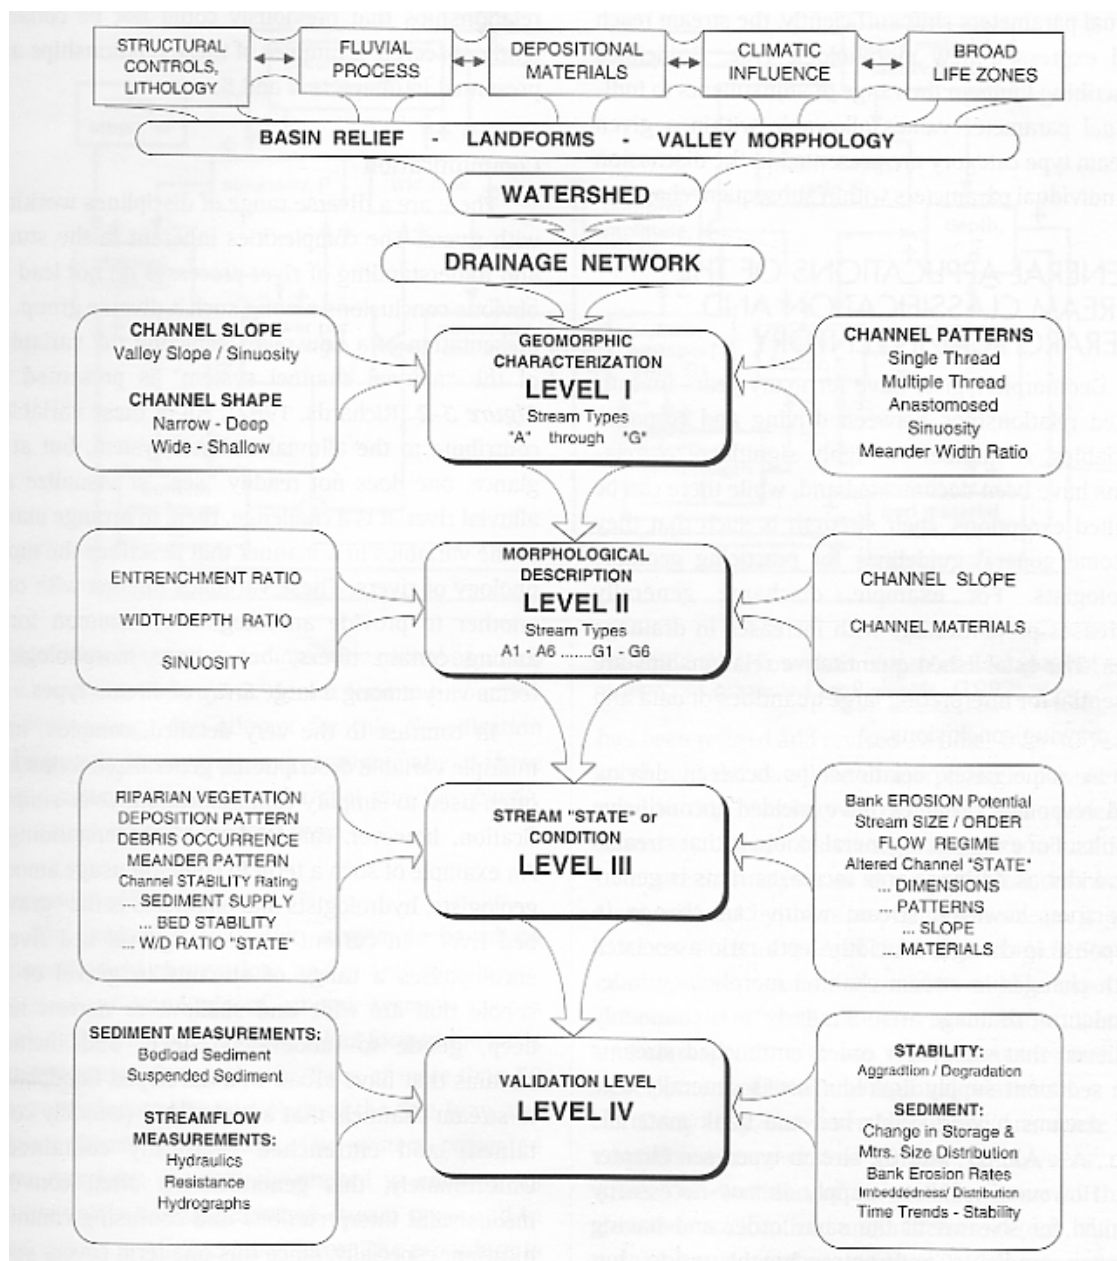 STRUCTURAL
CONTROLS,
LITHOLOGY
FLUVIAL
PROCESS
DEPOSITIONAL
MATERIALS
CLIMATIC
INFLUENCE
BROAD
LIFE ZONES
BASIN RELIEF - LANDFORMS - VALLEY MORPHOLOGY
WATERSHED
DRAINAGE NETWORK
CHANNEL SLOPE
Valley Slope / Sinuosity
CHANNEL SHAPE
Narrow - Deep
Wide - Shallow
GEOMORPHIC
CHARACTERIZATION
LEVEL I
Stream Types
"A" through "G"
CHANNEL PATTERNS
Single Thread
Multiple Thread
Anastomosed
Sinuosity
Meander Width Ratio
ENTRENCHMENT RATIO
WIDTH/DEPTH RATIO
SINUOSITY
MORPHOLOGICAL
DESCRIPTION
LEVEL II
Stream Types
A1 - A6 ......G1 - G6
CHANNEL SLOPE
CHANNEL MATERIALS
RIPARIAN VEGETATION
DEPOSITION PATTERN
DEBRIS OCCURRENCE
MEANDER PATTERN
Channel STABILITY Rating
... SEDIMENT SUPPLY
... BED STABILITY
... W/D RATIO "STATE"
STREAM "STATE" or
CONDITION
LEVEL III
Bank EROSION Potential
Stream SIZE / ORDER
FLOW REGIME
Altered Channel "STATE"
... DIMENSIONS
... PATTERNS
... SLOPE
... MATERIALS
SEDIMENT MEASUREMENTS:
Bedload Sediment
Suspended Sediment
STREAMFLOW
MEASUREMENTS:
Hydraulics
Resistance
Hydrographs
VALIDATION LEVEL
LEVEL IV
STABILITY:
Aggradtion / Degradation
SEDIMENT:
Change in Storage &
Mtrs. Size Distribution
Bank Erosion Rates
Imbeddedness/ Distribution
Time Trends - Stability